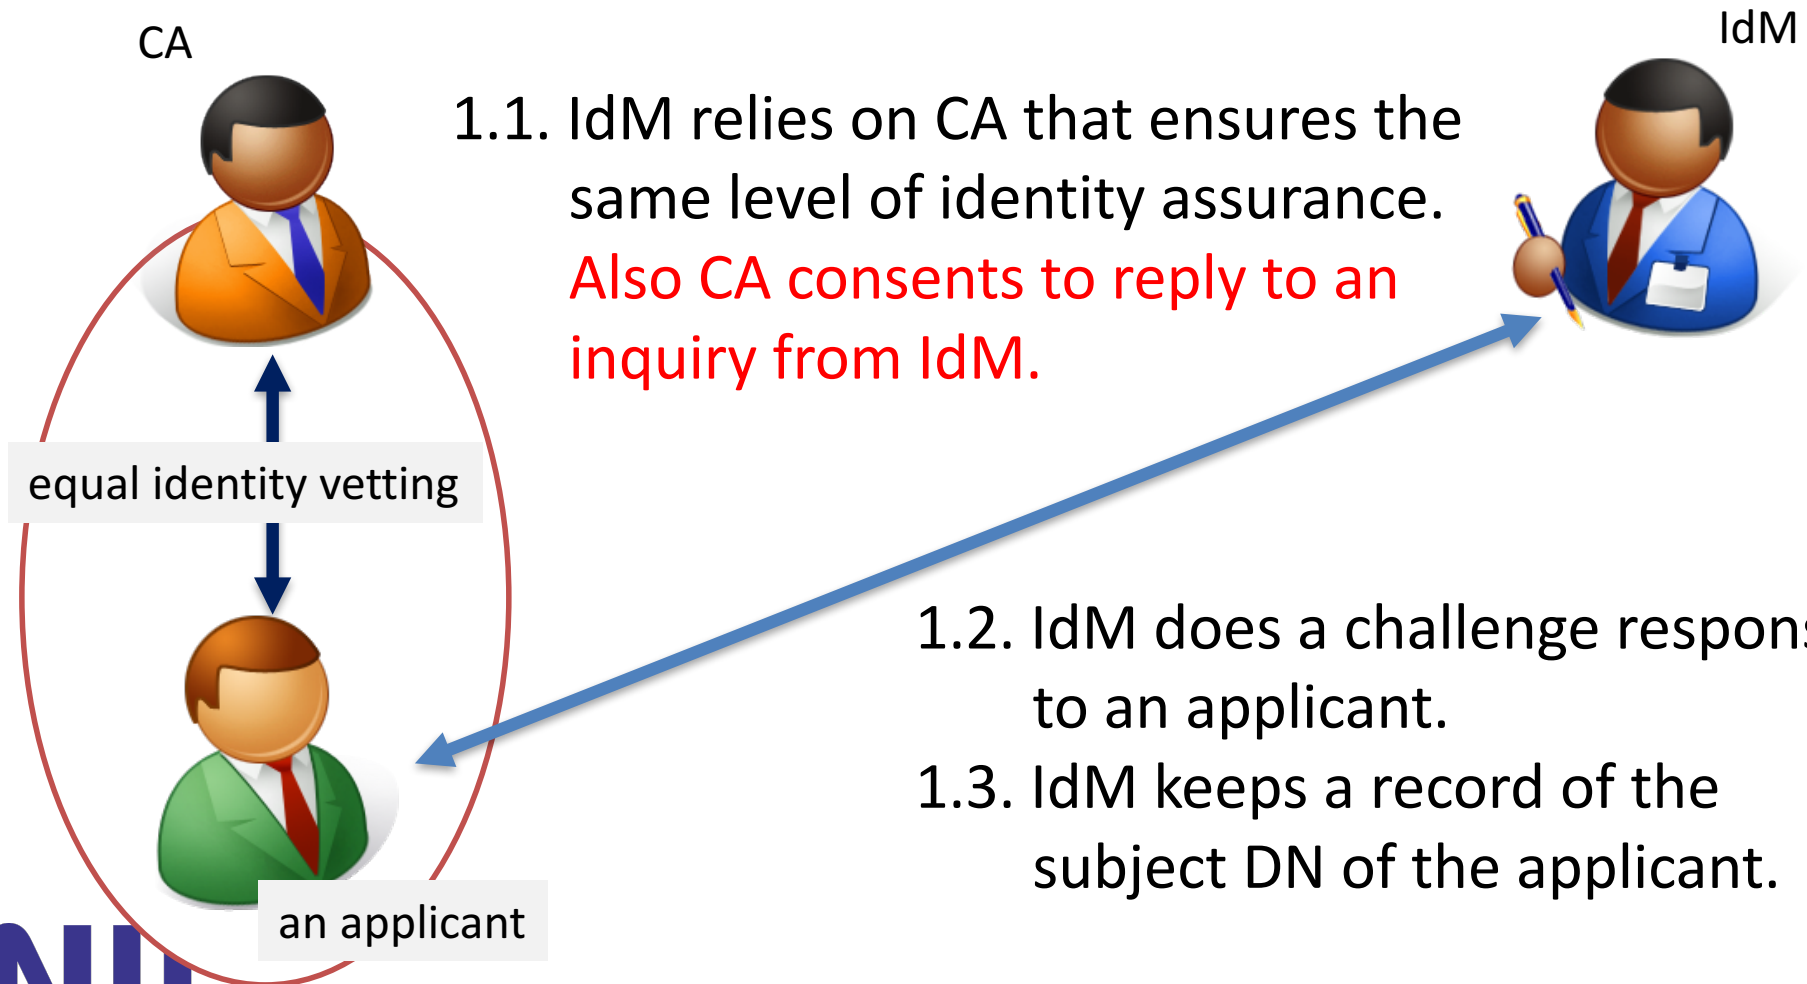 CA
IdM
1.1. IdM relies on CA that ensures the
same level of identity assurance.
Also CA consents to reply to an
inquiry from IdM.
equal identity vetting
1.2. IdM does a challenge respons
to an applicant.
1.3. IdM keeps a record of the
subject DN of the applicant.
an applicant
NII